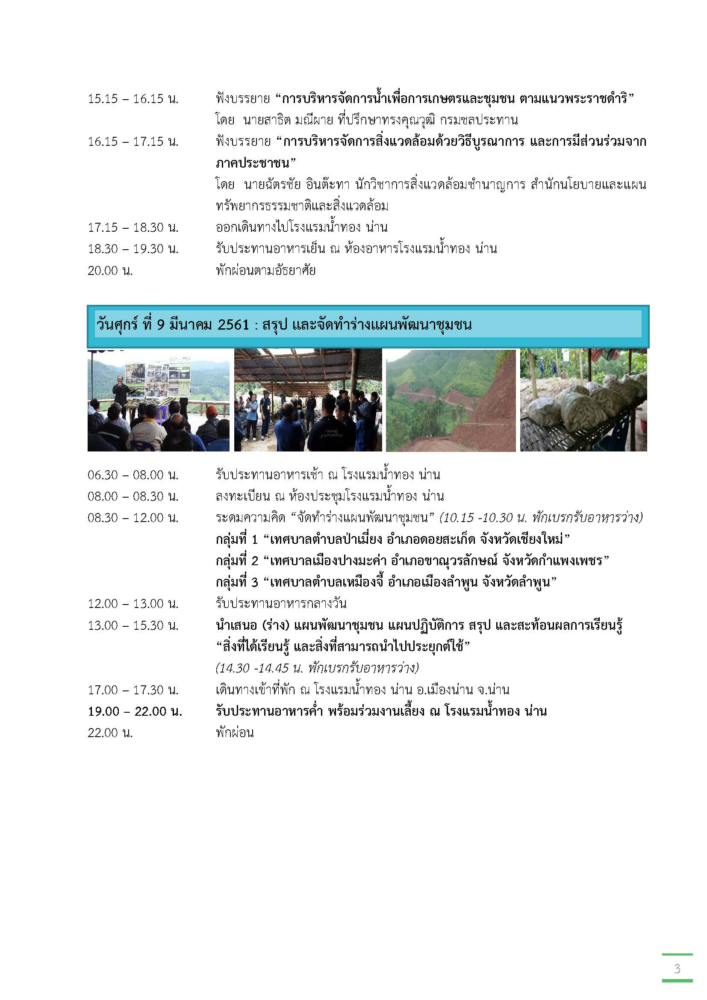 15.15 – 16.15 น. ฟังบรรยาย “การบริหารจัดการน้ำเพื่อการเกษตรและชุมชน ตามแนวพระราชดำริ”
โดย นายสาธิต มณีผาย ที่ปรึกษาทรงคุณวุฒิ กรมชลประทาน
16.15 – 17.15 น. ฟังบรรยาย “การบริหารจัดการสิ่งแวดล้อมด้วยวิธีบูรณาการ และการมีส่วนร่วมจาก
ภาคประชาชน”
โดย นายฉัตรชัย อินต๊ะทา นักวิชาการสิ่งแวดล้อมชำนาญการ สำนักนโยบายและแผน
ทรัพยากรธรรมชาติและสิ่งแวดล้อม
17.15 – 18.30 น. ออกเดินทางไปโรงแรมน้ำทอง น่าน
18.30 – 19.30 น. รับประทานอาหารเย็น ณ ห้องอาหารโรงแรมน้ำทอง น่าน
20.00 น. พักผ่อนตามอัธยาศัย
วันศุกร์ ที่ 9 มีนาคม 2561 : สรุป และจัดทำร่างแผนพัฒนาชุมชน
06.30 – 08.00 น. รับประทานอาหารเช้า ณ โรงแรมน้ำทอง น่าน
08.00 – 08.30 น. ลงทะเบียน ณ ห้องประชุมโรงแรมน้ำทอง น่าน
08.30 – 12.00 น. ระดมความคิด “จัดทำร่างแผนพัฒนาชุมชน” (10.15 -10.30 น. พักเบรกรับอาหารว่าง)
กลุ่มที่ 1 “เทศบาลตำบลป่าเมี่ยง อำเภอดอยสะเก็ด จังหวัดเชียงใหม่”
กลุ่มที่ 2 “เทศบาลเมืองปางมะค่า อำเภอขาณุวรลักษณ์ จังหวัดกำแพงเพชร”
กลุ่มที่ 3 “เทศบาลตำบลเหมืองจี้ อำเภอเมืองลำพูน จังหวัดลำพูน”
12.00 – 13.00 น. รับประทานอาหารกลางวัน
13.00 – 15.30 น. นำเสนอ (ร่าง) แผนพัฒนาชุมชน แผนปฏิบัติการ สรุป และสะท้อนผลการเรียนรู้
“สิ่งที่ได้เรียนรู้ และสิ่งที่สามารถนำไปประยุกต์ใช้”
(14.30 -14.45 น. พักเบรกรับอาหารว่าง)
17.00 – 17.30 น. เดินทางเข้าที่พัก ณ โรงแรมน้ำทอง น่าน อ.เมืองน่าน จ.น่าน
19.00 – 22.00 น. รับประทานอาหารค่ำ พร้อมร่วมงานเลี้ยง ณ โรงแรมน้ำทอง น่าน
22.00 น. พักผ่อน
3